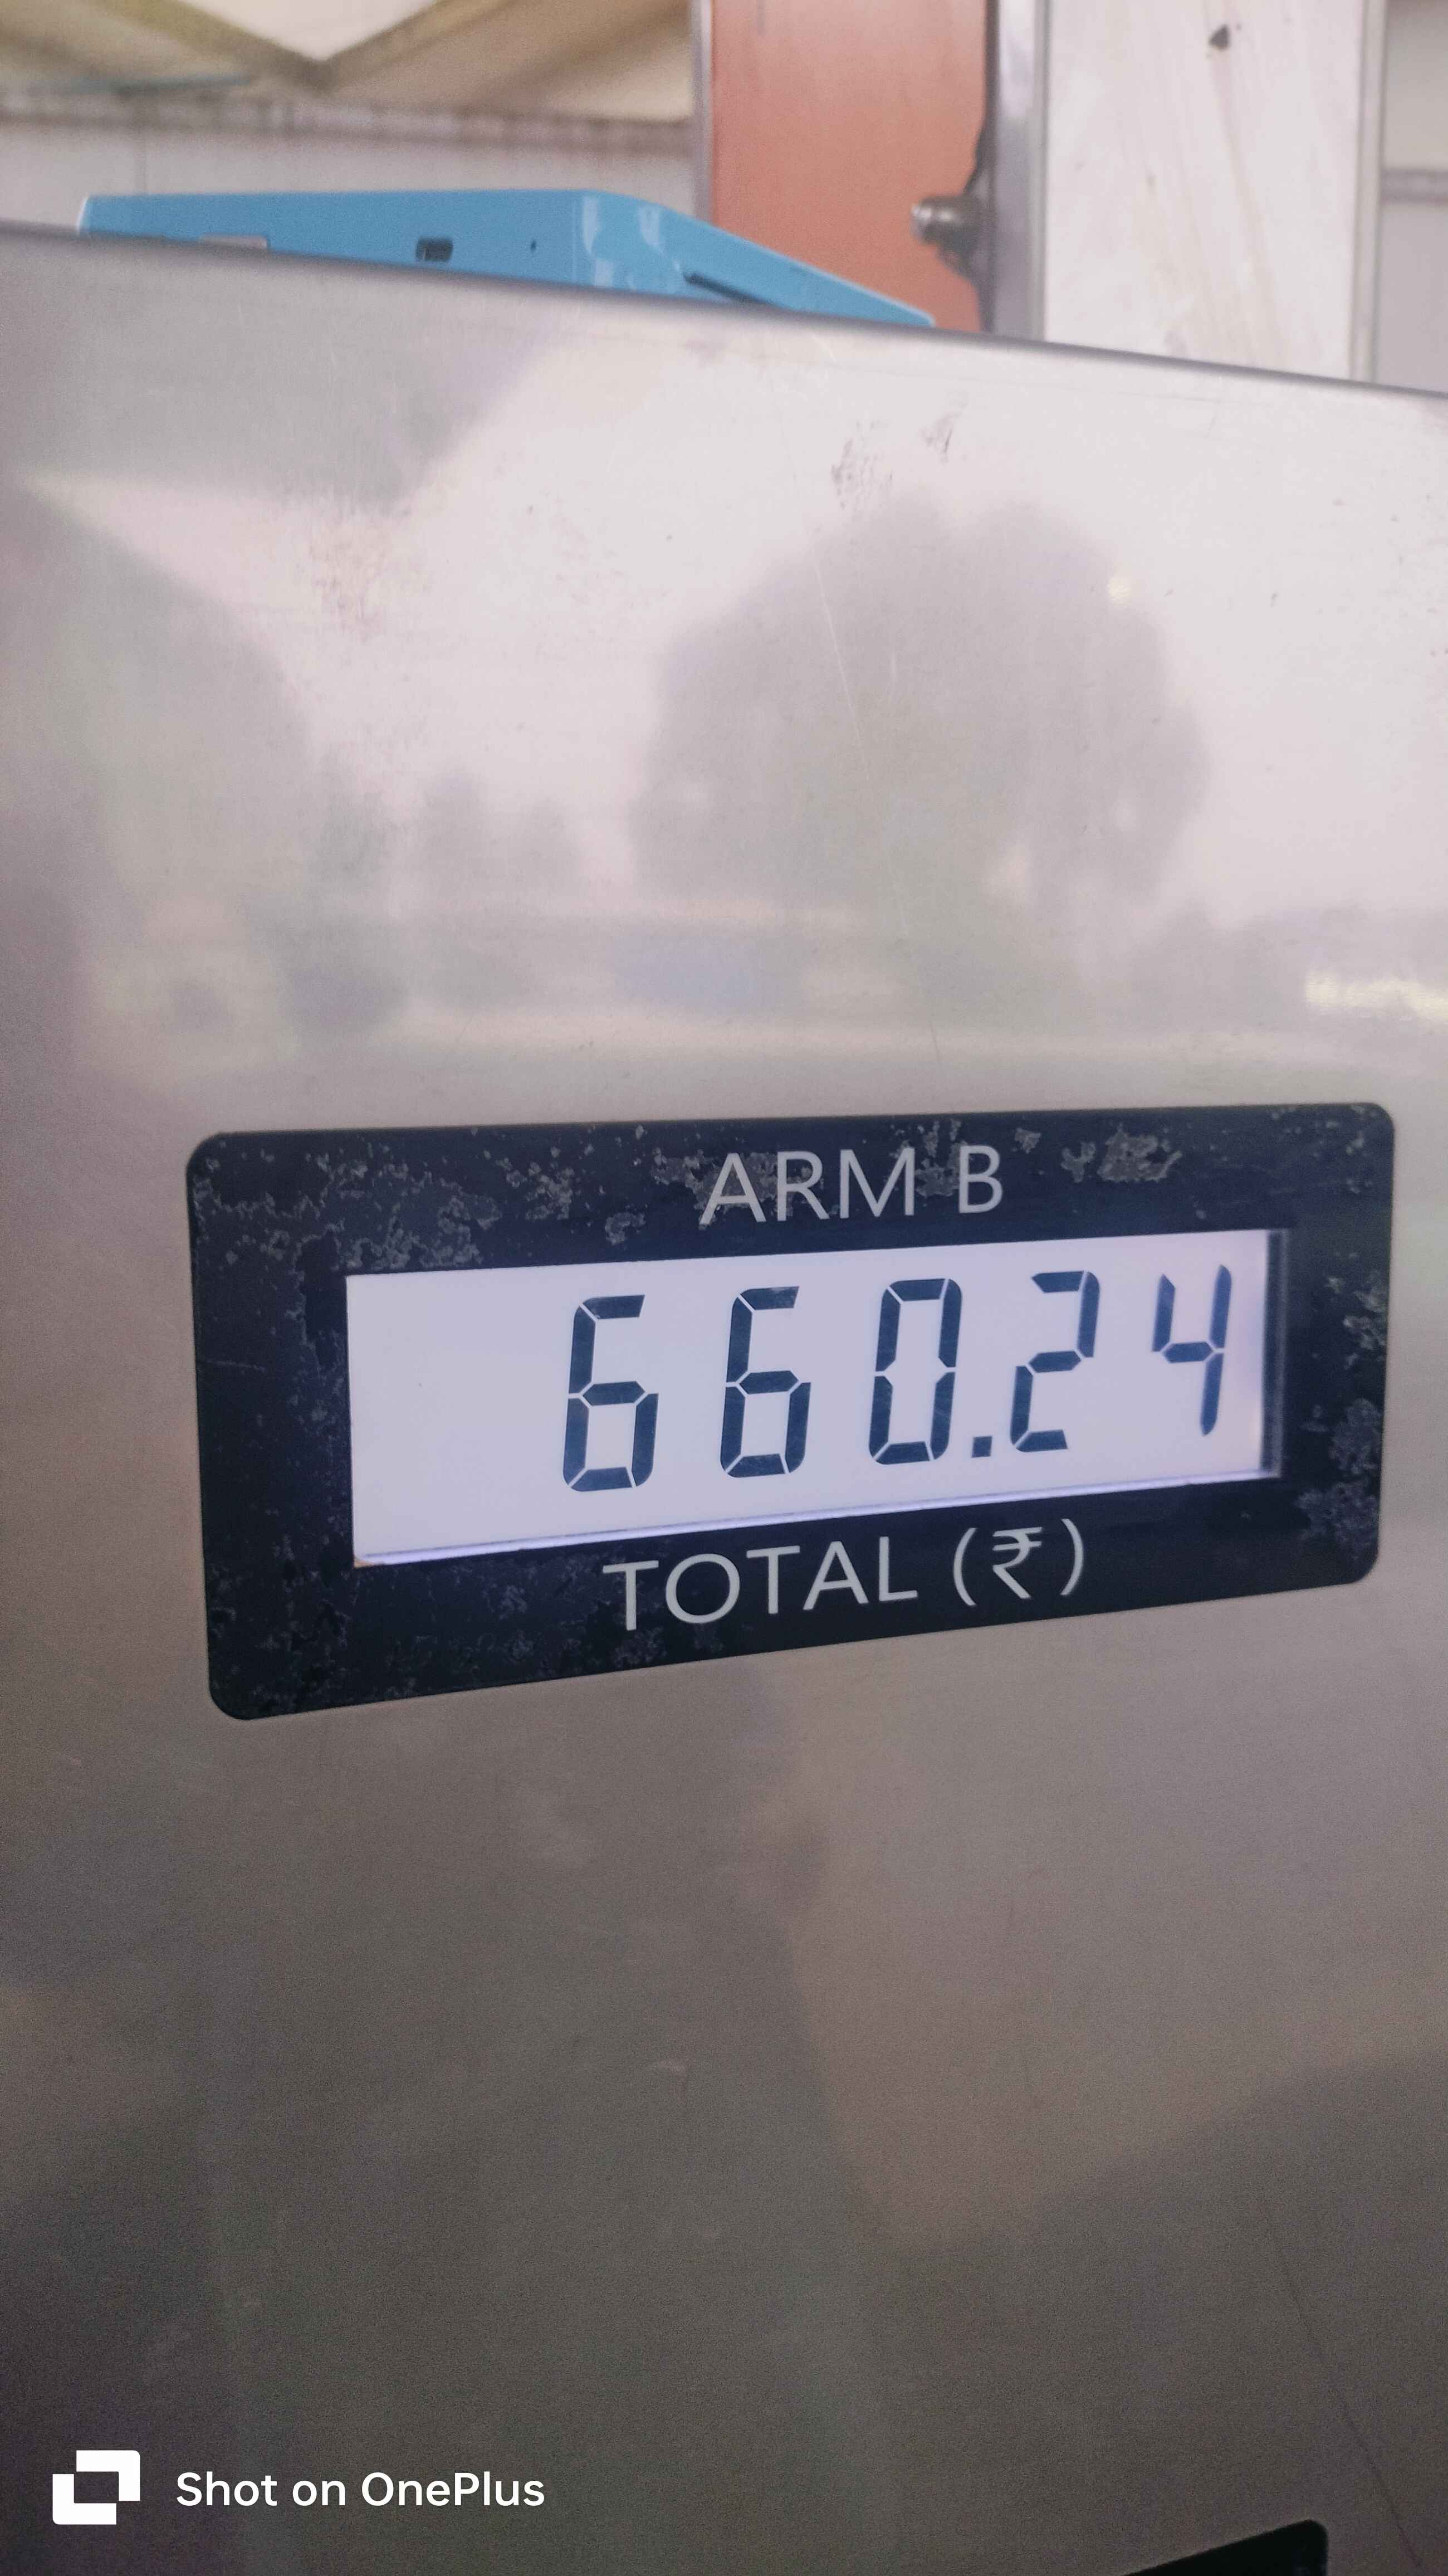 ARM B
660.24
TOTAL (₹)
Shot on OnePlus